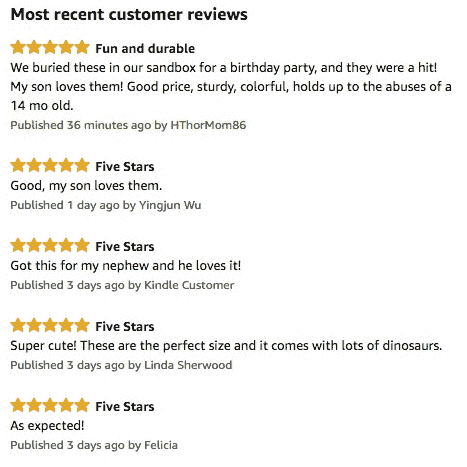 Most recent customer reviews
Fun and durable
We buried these in our sandbox for a birthday party, and they were a hit!
My son loves them! Good price, sturdy, colorful, holds up to the abuses of a
14 mo old.
Published 36 minutes ago by HThorMom86
Five Stars
Good, my son loves them.
Published 1 day ago by Yingjun Wu
Five Stars
Got this for my nephew and he loves it!
Published 3 days ago by Kindle Customer
Five Stars
Super cute! These are the perfect size and it comes with lots of dinosaurs.
Published 3 days ago by Linda Sherwood
Five Stars
As expected!
Published 3 days ago by Felicia